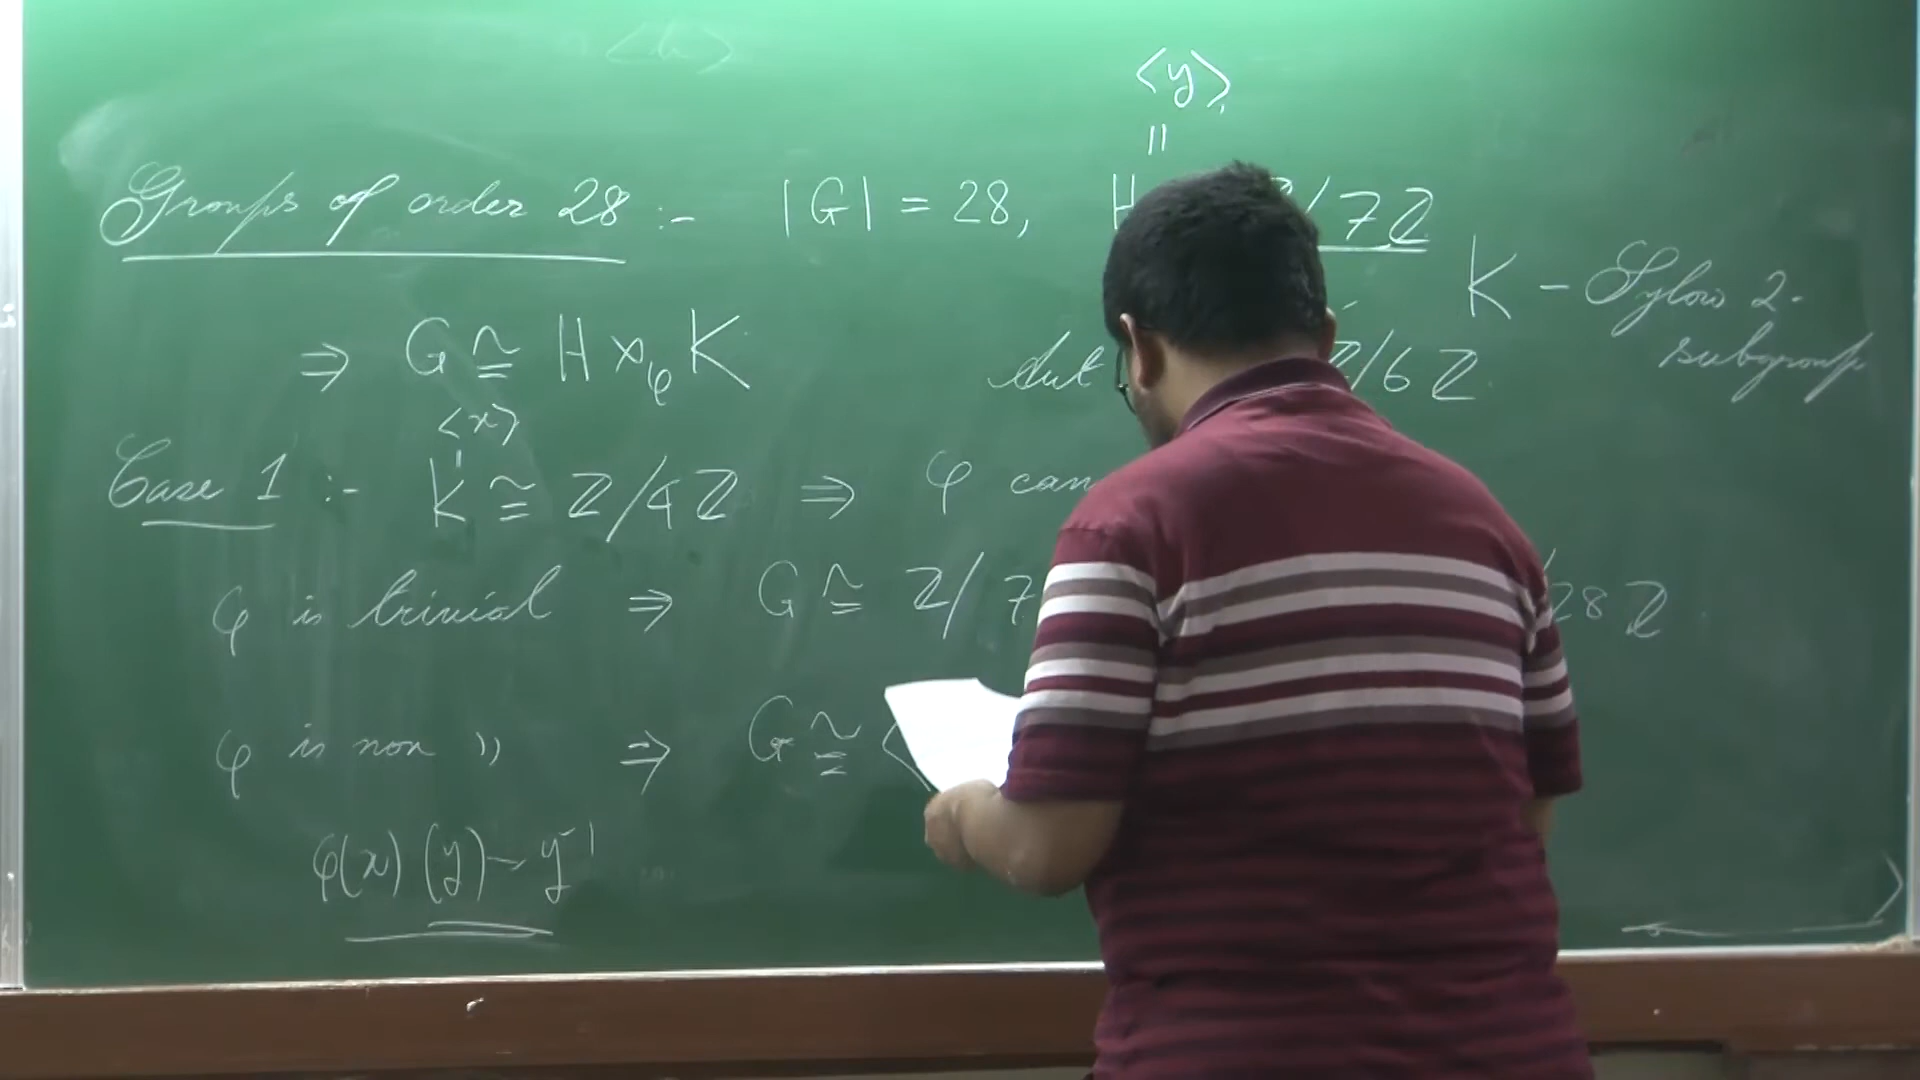 ⟨y⟩
||
Groups of order 28 :- |G| = 28, H /7Z
K - Sylow 2-
subgroup
⇒ G ≅ H ⋊φ K Aut /6Z
⟨x⟩
||
Case 1 :- K ≅ Z/4Z ⇒ φ can
φ is trivial ⇒ G ≅ Z/7 28Z
φ is non " ⇒ G ≅ ⟨
φ(x)(y) = y⁻¹